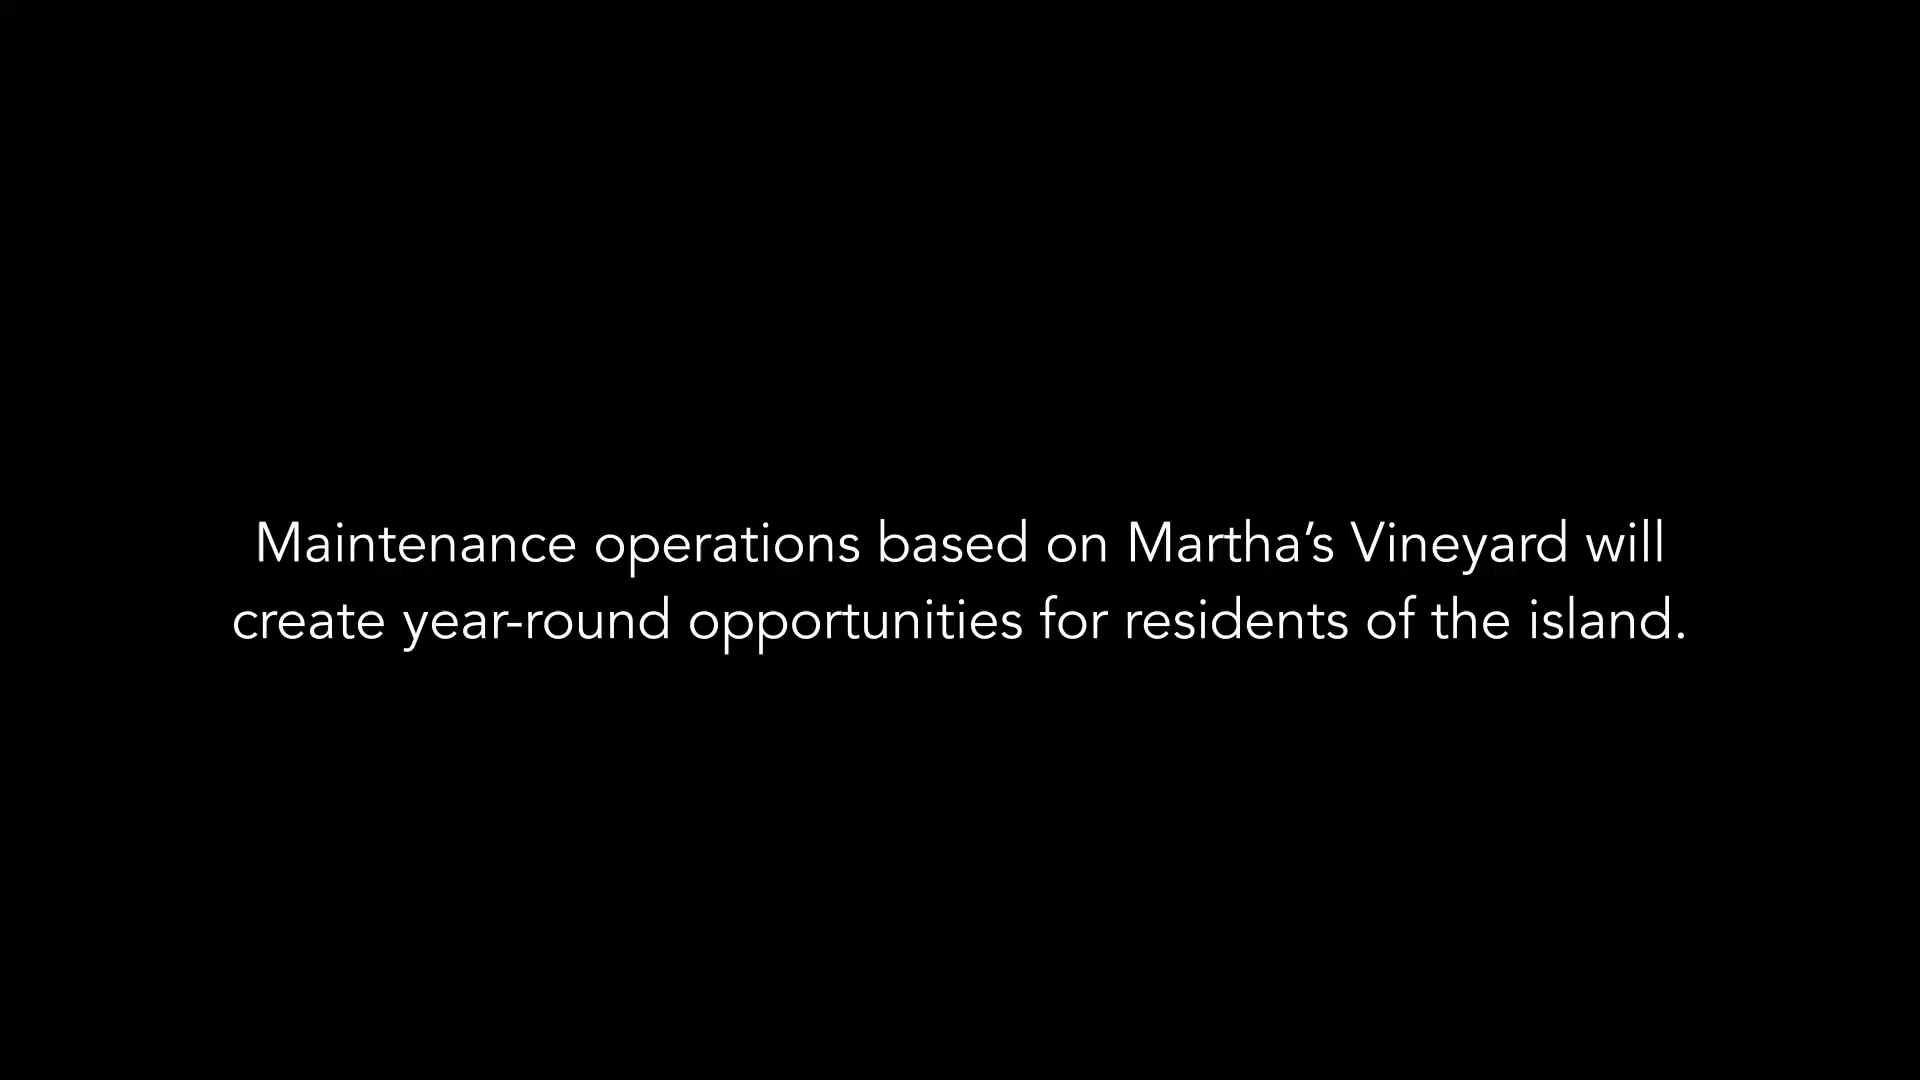 Maintenance operations based on Martha’s Vineyard will
create year-round opportunities for residents of the island.